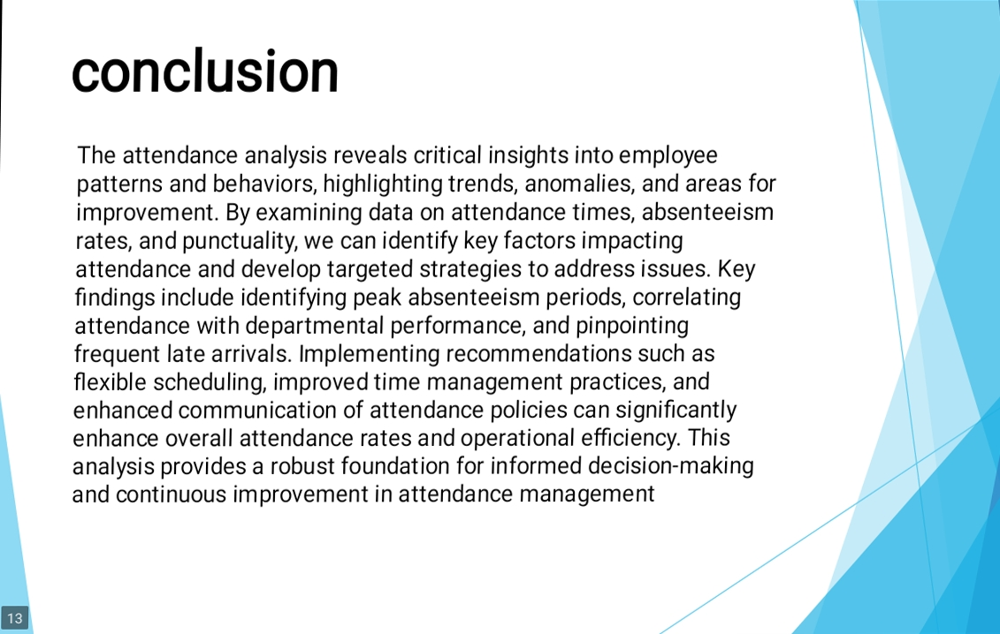 conclusion
The attendance analysis reveals critical insights into employee
patterns and behaviors, highlighting trends, anomalies, and areas for
improvement. By examining data on attendance times, absenteeism
rates, and punctuality, we can identify key factors impacting
attendance and develop targeted strategies to address issues. Key
findings include identifying peak absenteeism periods, correlating
attendance with departmental performance, and pinpointing
frequent late arrivals. Implementing recommendations such as
flexible scheduling, improved time management practices, and
enhanced communication of attendance policies can significantly
enhance overall attendance rates and operational efficiency. This
analysis provides a robust foundation for informed decision-making
and continuous improvement in attendance management
13